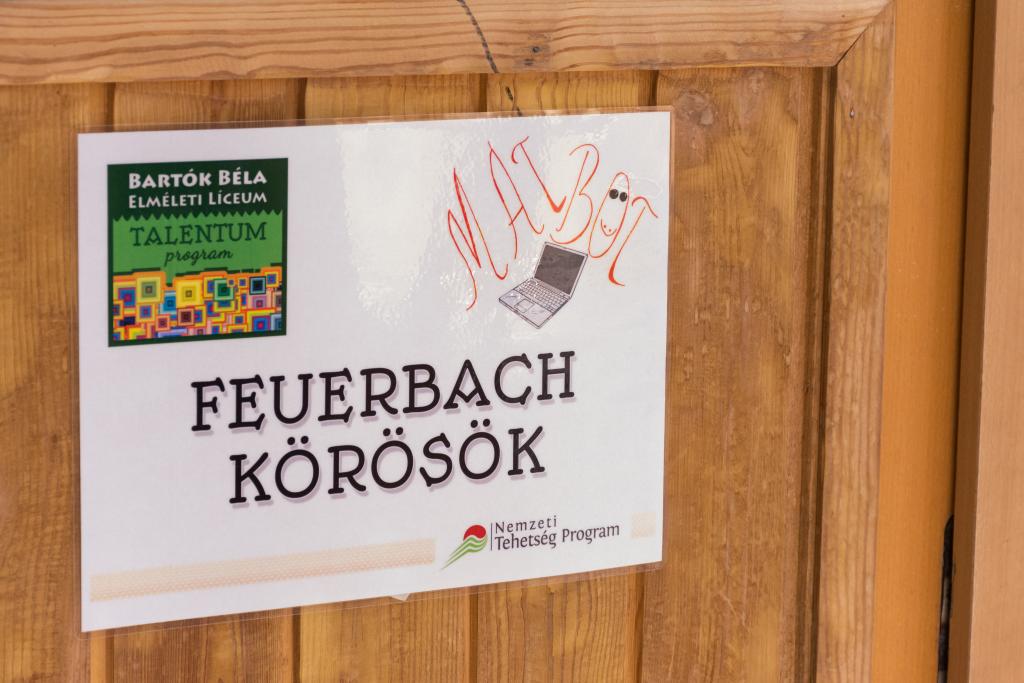 BARTÓK BÉLA
ELMÉLETI LÍCEUM
TALENTUM
program
MATBOT
FEUERBACH
KÖRÖSÖK
Nemzeti
Tehetség Program